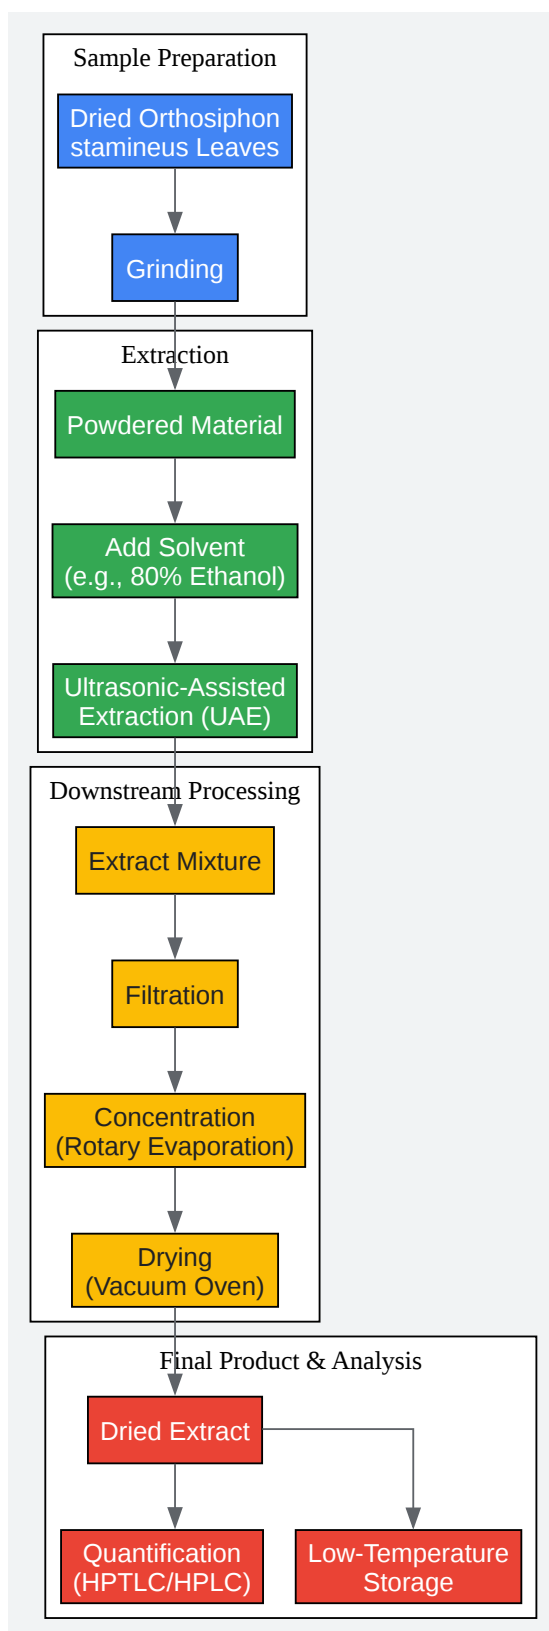 Sample Preparation
Dried Orthosiphon
stamineus Leaves
Grinding
Extraction
Powdered Material
Add Solvent
(e.g., 80% Ethanol)
Ultrasonic-Assisted
Extraction (UAE)
Downstream Processing
Extract Mixture
Filtration
Concentration
(Rotary Evaporation)
Drying
(Vacuum Oven)
Final Product & Analysis
Dried Extract
Quantification
(HPTLC/HPLC)
Low-Temperature
Storage